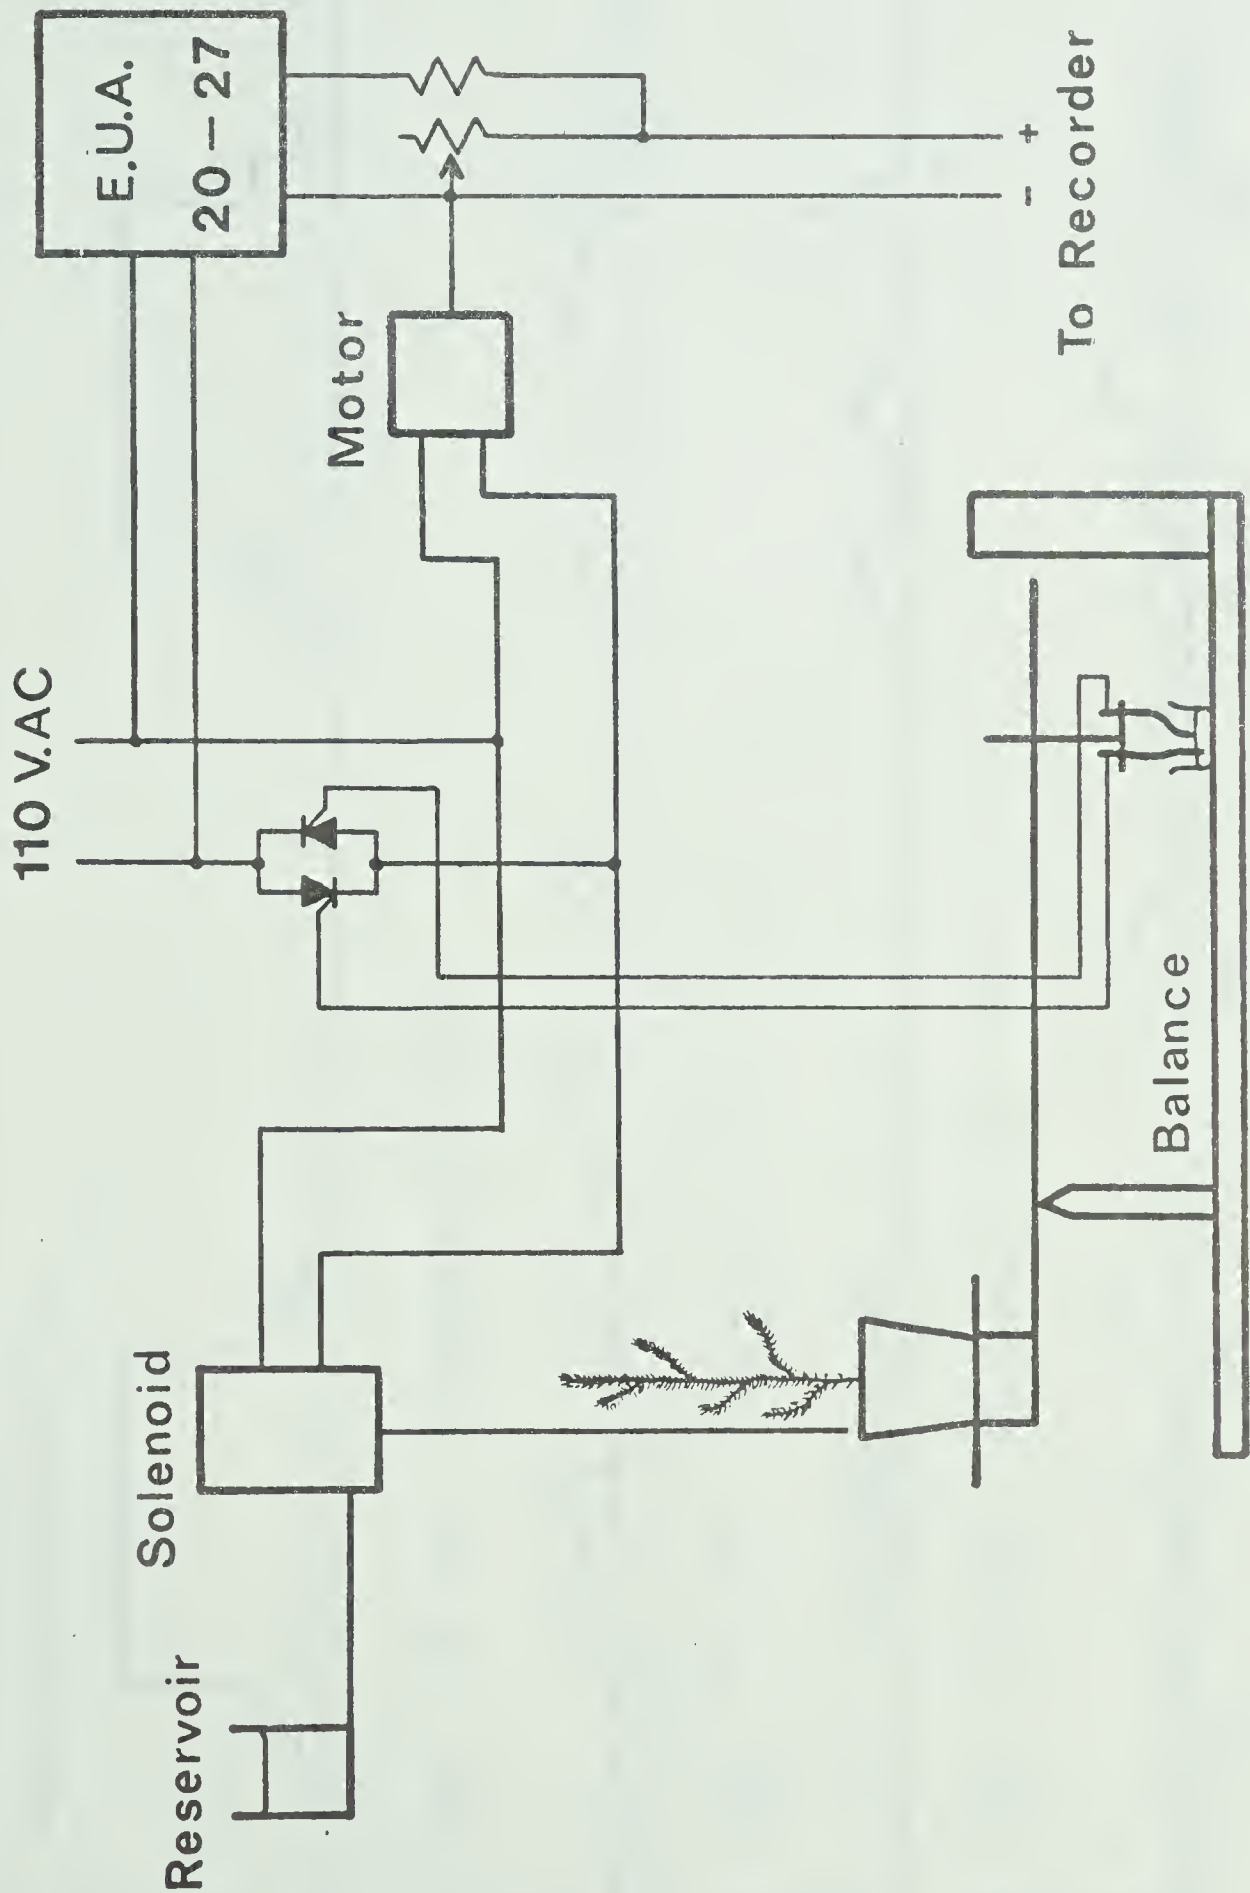 110 V.AC
E.U.A.
20–27
Reservoir
Solenoid
Motor
Balance
- +
To Recorder